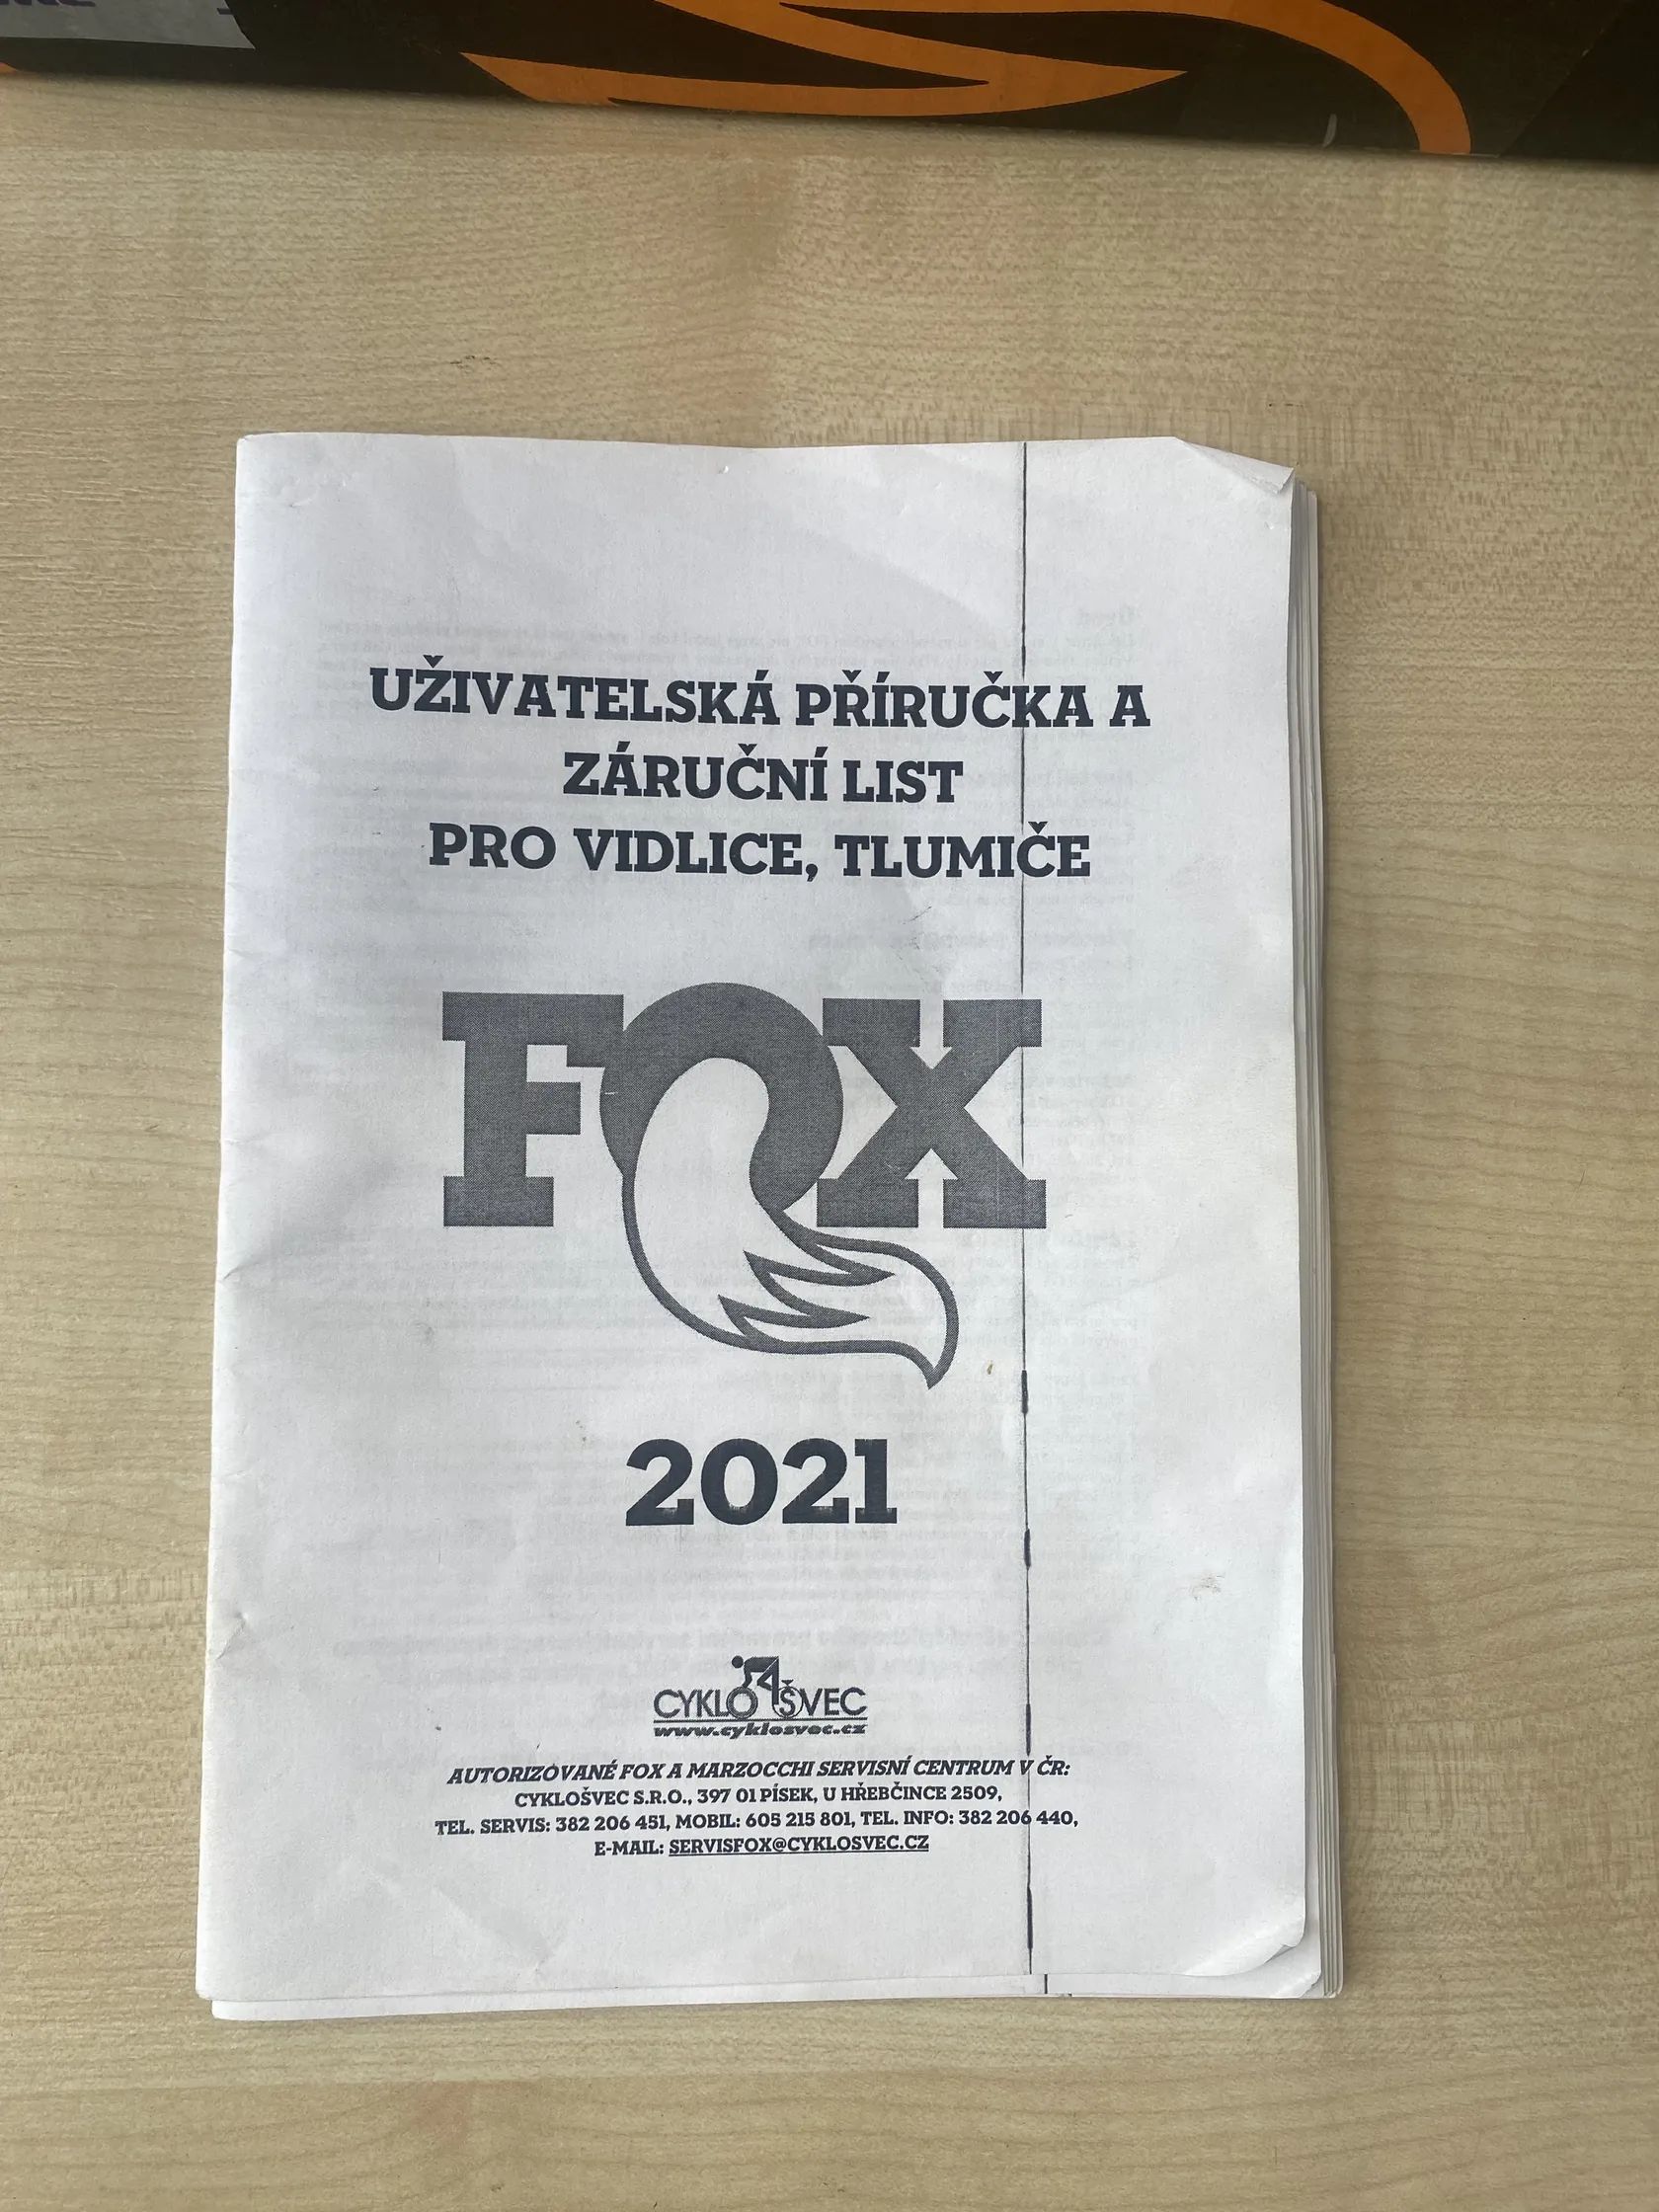 UŽIVATELSKÁ PŘÍRUČKA A
ZÁRUČNÍ LIST
PRO VIDLICE, TLUMIČE
FOX
2021
CYKLOŠVEC
www.cyklosvec.cz
AUTORIZOVANÉ FOX A MARZOCCHI SERVISNÍ CENTRUM V ČR:
CYKLOŠVEC S.R.O., 397 01 PÍSEK, U HŘEBČINCE 2509,
TEL. SERVIS: 382 206 451, MOBIL: 605 215 801, TEL. INFO: 382 206 440,
E-MAIL: SERVISFOX@CYKLOSVEC.CZ